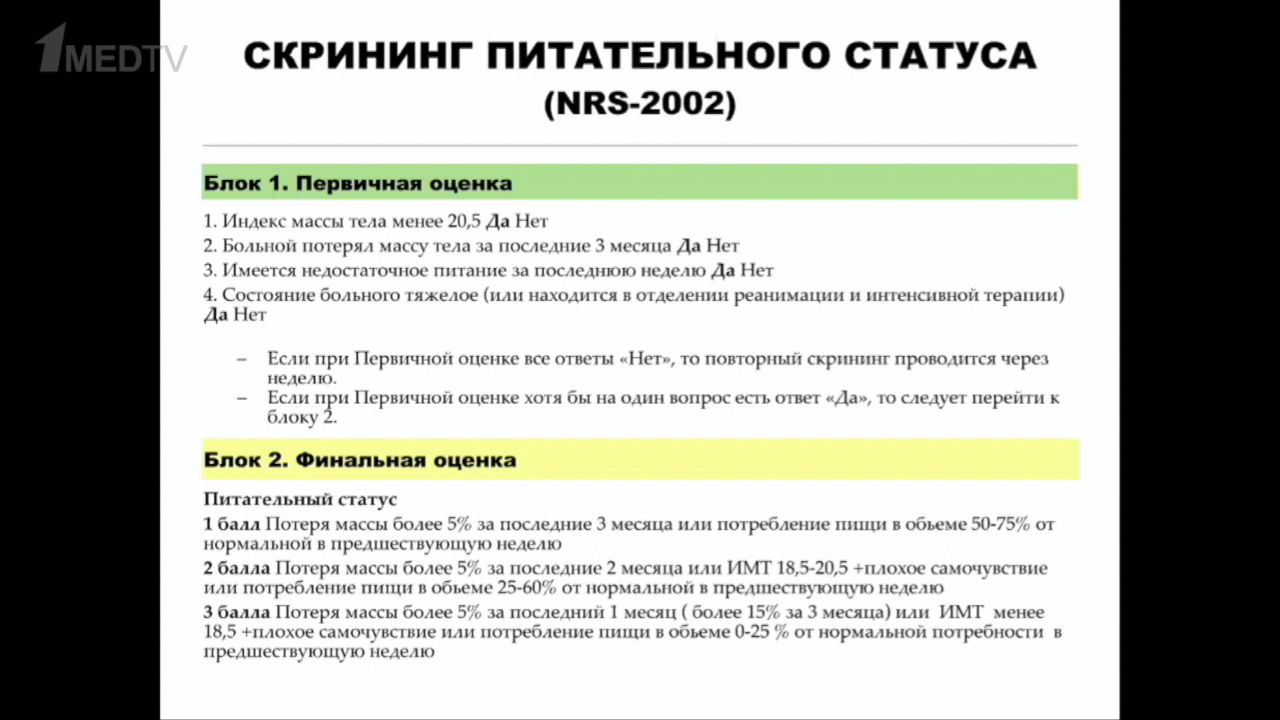 1MEDTV
СКРИНИНГ ПИТАТЕЛЬНОГО СТАТУСА
(NRS-2002)
Блок 1. Первичная оценка
1. Индекс массы тела менее 20,5 Да Нет
2. Больной потерял массу тела за последние 3 месяца Да Нет
3. Имеется недостаточное питание за последнюю неделю Да Нет
4. Состояние больного тяжелое (или находится в отделении реанимации и интенсивной терапии)
Да Нет
– Если при Первичной оценке все ответы «Нет», то повторный скрининг проводится через
неделю.
– Если при Первичной оценке хотя бы на один вопрос есть ответ «Да», то следует перейти к
блоку 2.
Блок 2. Финальная оценка
Питательный статус
1 балл Потеря массы более 5% за последние 3 месяца или потребление пищи в обьеме 50-75% от
нормальной в предшествующую неделю
2 балла Потеря массы более 5% за последние 2 месяца или ИМТ 18,5-20,5 +плохое самочувствие
или потребление пищи в обьеме 25-60% от нормальной в предшествующую неделю
3 балла Потеря массы более 5% за последний 1 месяц ( более 15% за 3 месяца) или ИМТ менее
18,5 +плохое самочувствие или потребление пищи в обьеме 0-25 % от нормальной потребности в
предшествующую неделю